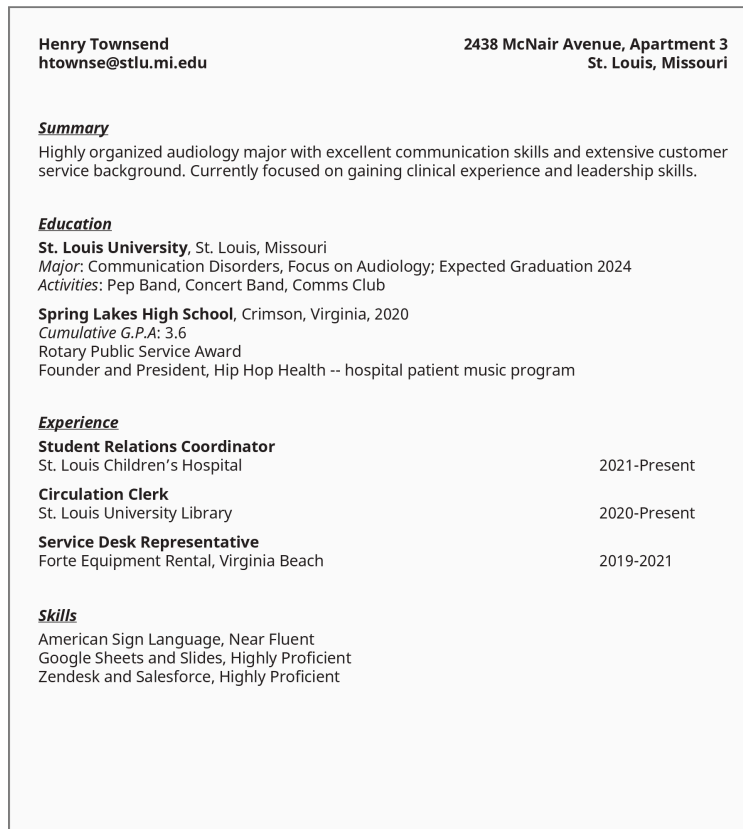 Henry Townsend
2438 McNair Avenue, Apartment 3
htownse@stlu.mi.edu
St. Louis, Missouri
Summary
Highly organized audiology major with excellent communication skills and extensive customer
service background. Currently focused on gaining clinical experience and leadership skills.
Education
St. Louis University, St. Louis, Missouri
Major: Communication Disorders, Focus on Audiology; Expected Graduation 2024
Activities: Pep Band, Concert Band, Comms Club
Spring Lakes High School, Crimson, Virginia, 2020
Cumulative G.P.A: 3.6
Rotary Public Service Award
Founder and President, Hip Hop Health -- hospital patient music program
Experience
Student Relations Coordinator
St. Louis Children’s Hospital 2021-Present
Circulation Clerk
St. Louis University Library 2020-Present
Service Desk Representative
Forte Equipment Rental, Virginia Beach 2019-2021
Skills
American Sign Language, Near Fluent
Google Sheets and Slides, Highly Proficient
Zendesk and Salesforce, Highly Proficient